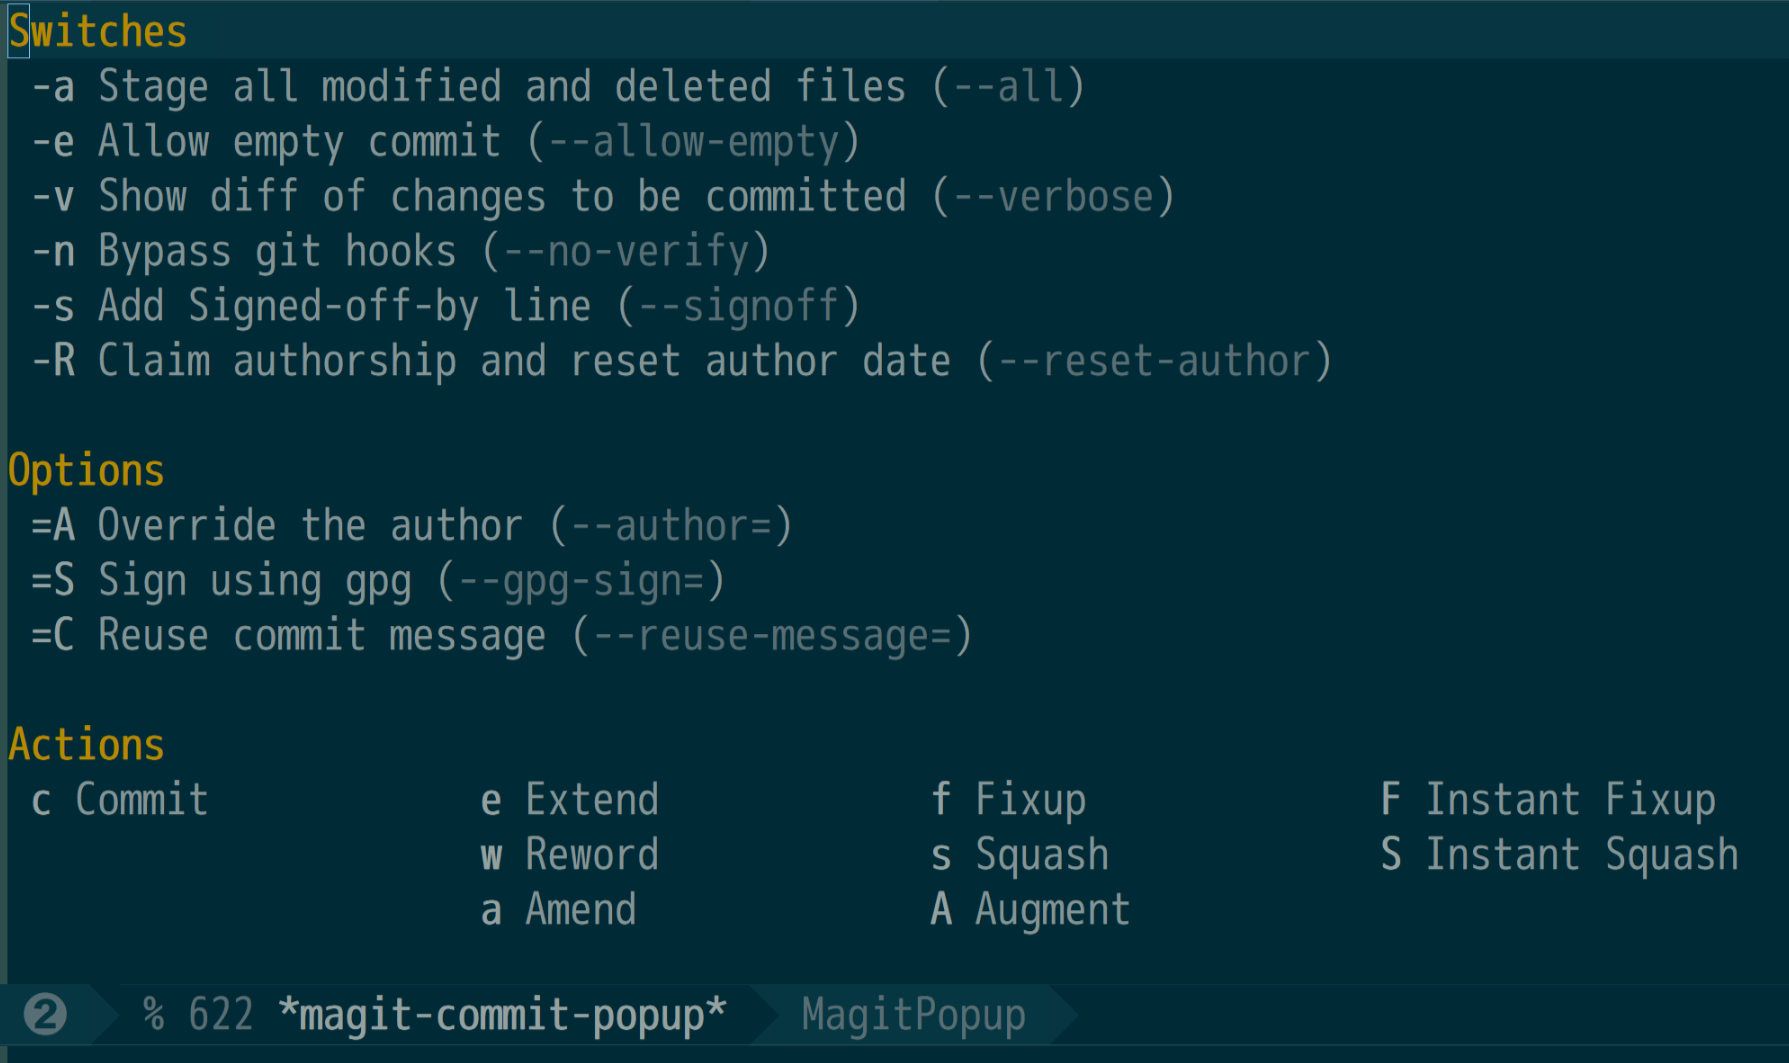 Switches
-a Stage all modified and deleted files (--all)
-e Allow empty commit (--allow-empty)
-v Show diff of changes to be committed (--verbose)
-n Bypass git hooks (--no-verify)
-s Add Signed-off-by line (--signoff)
-R Claim authorship and reset author date (--reset-author)
Options
=A Override the author (--author=)
=S Sign using gpg (--gpg-sign=)
=C Reuse commit message (--reuse-message=)
Actions
c Commit e Extend f Fixup F Instant Fixup
w Reword s Squash S Instant Squash
a Amend A Augment
❷ % 622 *magit-commit-popup* MagitPopup